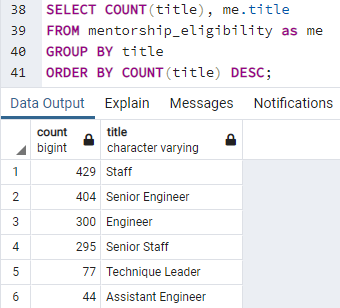 38 SELECT COUNT(title), me.title
39 FROM mentorship_eligibility as me
40 GROUP BY title
41 ORDER BY COUNT(title) DESC;
Data Output Explain Messages Notifications
count title
bigint character varying
1 429 Staff
2 404 Senior Engineer
3 300 Engineer
4 295 Senior Staff
5 77 Technique Leader
6 44 Assistant Engineer